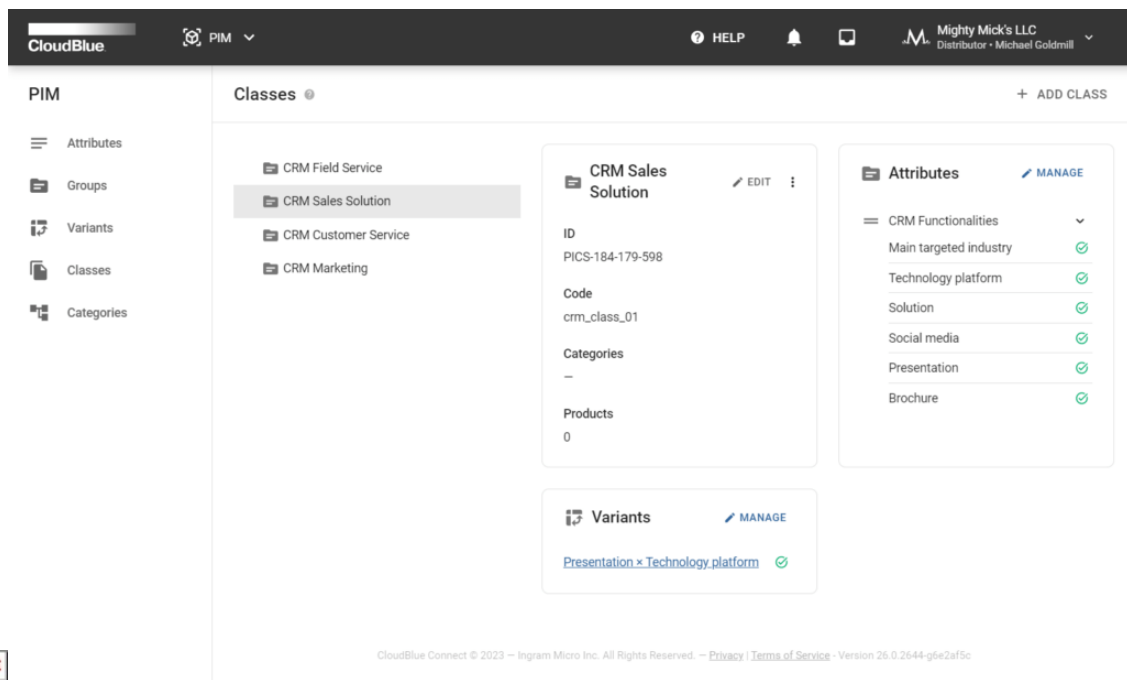 CloudBlue
PIM
HELP
Mighty Mick's LLC
Distributor • Michael Goldmill
PIM
Attributes
Groups
Variants
Classes
Categories
Classes
+ ADD CLASS
CRM Field Service
CRM Sales Solution
CRM Customer Service
CRM Marketing
CRM Sales
Solution
EDIT
ID
PICS-184-179-598
Code
crm_class_01
Categories
—
Products
0
Attributes
MANAGE
CRM Functionalities
Main targeted industry
Technology platform
Solution
Social media
Presentation
Brochure
Variants
MANAGE
Presentation × Technology platform
CloudBlue Connect © 2023 — Ingram Micro Inc. All Rights Reserved. — Privacy | Terms of Service - Version 26.0.2644-g6e2af5c